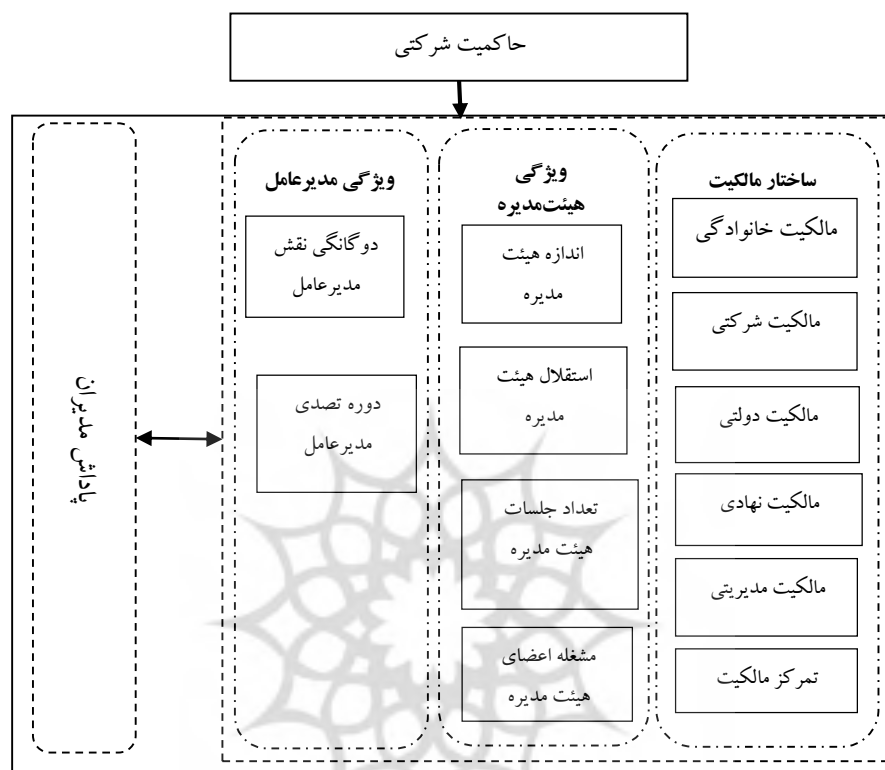 حاکمیت شرکتی
ساختار مالکیت
مالکیت خانوادگی
مالکیت شرکتی
مالکیت دولتی
مالکیت نهادی
مالکیت مدیریتی
تمرکز مالکیت
ویژگی
هیئت‌مدیره
اندازه هیئت
مدیره
استقلال هیئت
مدیره
تعداد جلسات
هیئت مدیره
مشغله اعضای
هیئت مدیره
ویژگی مدیرعامل
دوگانگی نقش
مدیرعامل
دوره تصدی
مدیرعامل
پاداش مدیران